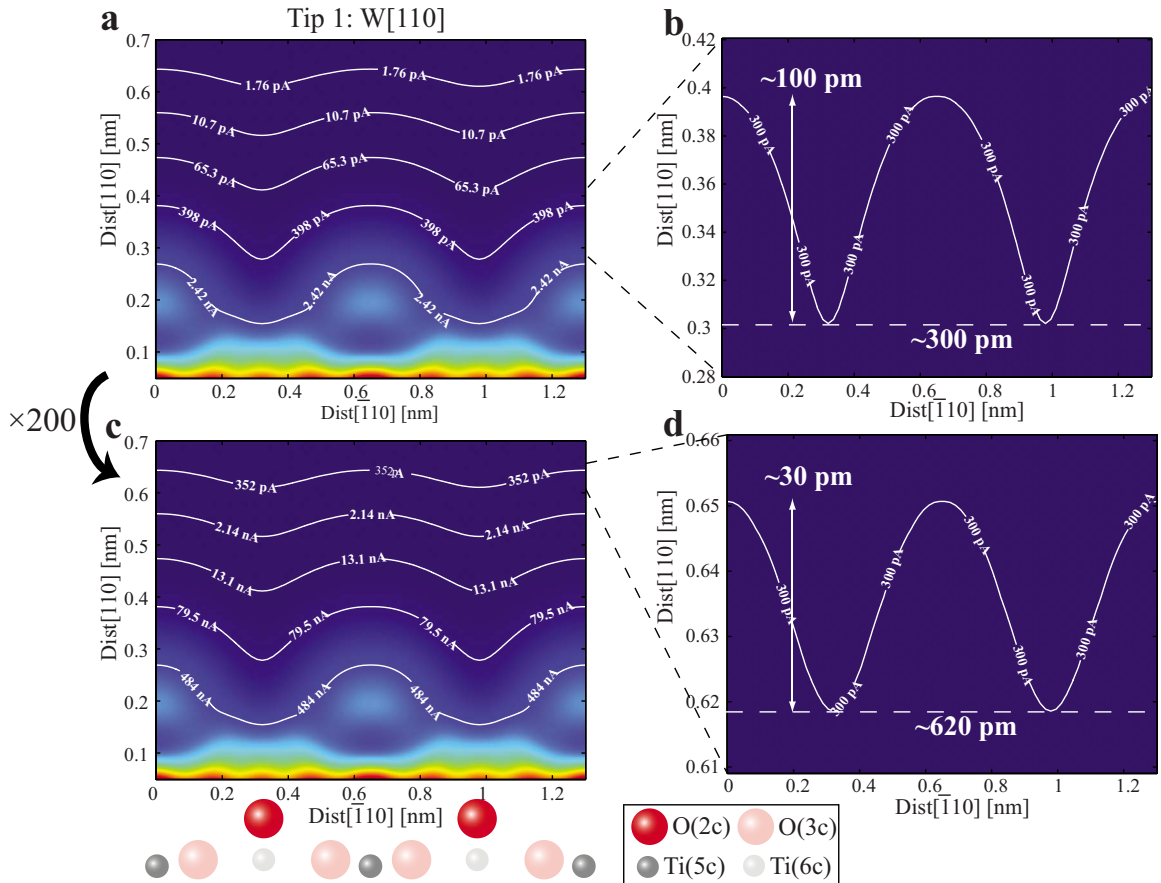 a
Tip 1: W[110]
b
0.7
0.6
0.5
0.4
0.3
0.2
0.1
Dist[110] [nm]
1.76 pA
1.76 pA
1.76 pA
10.7 pA
10.7 pA
10.7 pA
65.3 pA
65.3 pA
65.3 pA
398 pA
398 pA
398 pA
398 pA
2.42 nA
2.42 nA
2.42 nA
2.42 nA
0 0.2 0.4 0.6 0.8 1 1.2
Dist[1̅10] [nm]
0.42
0.4
0.38
0.36
0.34
0.32
0.3
0.28
Dist[110] [nm]
~100 pm
300 pA
300 pA
300 pA
300 pA
300 pA
300 pA
300 pA
300 pA
300 pA
~300 pm
0 0.2 0.4 0.6 0.8 1 1.2
Dist[1̅10] [nm]
×200
c
0.7
0.6
0.5
0.4
0.3
0.2
0.1
Dist[110] [nm]
352 pA
352 pA
352 pA
2.14 nA
2.14 nA
2.14 nA
13.1 nA
13.1 nA
13.1 nA
79.5 nA
79.5 nA
79.5 nA
79.5 nA
484 nA
484 nA
484 nA
484 nA
0 0.2 0.4 0.6 0.8 1 1.2
Dist[1̅10] [nm]
d
0.66
0.65
0.64
0.63
0.62
0.61
Dist[110] [nm]
~30 pm
300 pA
300 pA
300 pA
300 pA
300 pA
300 pA
300 pA
~620 pm
0 0.2 0.4 0.6 0.8 1 1.2
Dist[1̅10] [nm]
O(2c) O(3c)
Ti(5c) Ti(6c)